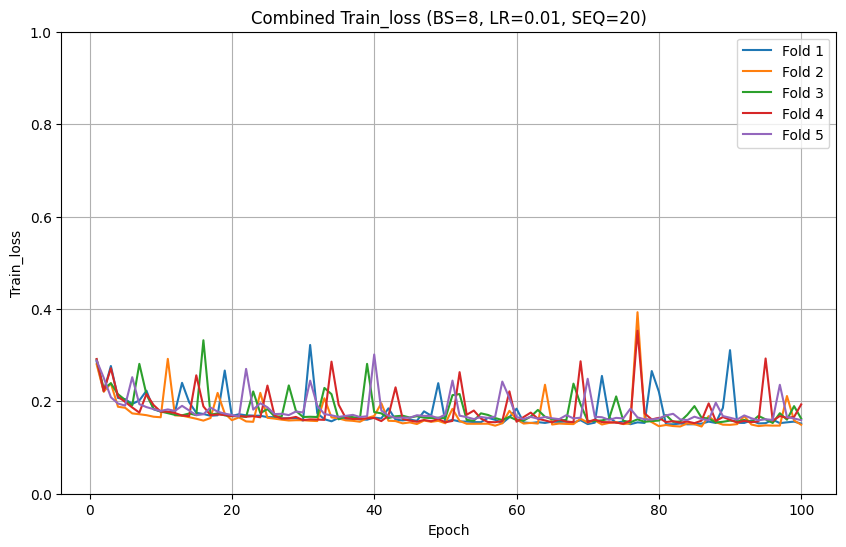 Combined Train_loss (BS=8, LR=0.01, SEQ=20)
1.0
0.8
0.6
0.4
0.2
0.0
Train_loss
Fold 1
Fold 2
Fold 3
Fold 4
Fold 5
0
20
40
60
80
100
Epoch